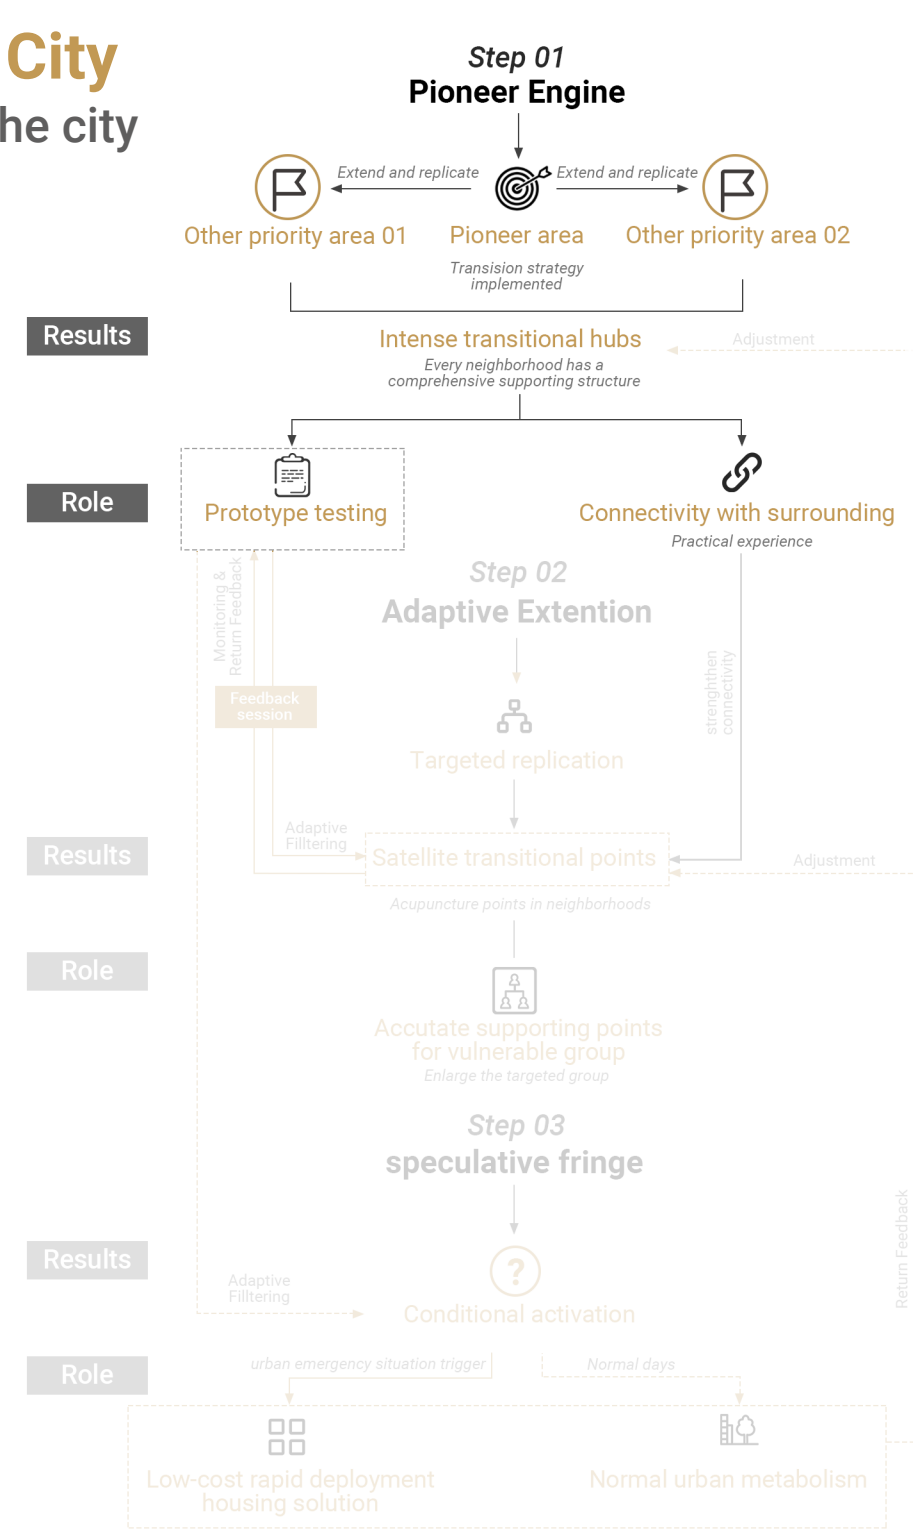 City
he city
Step 01
Pioneer Engine
Extend and replicate
Extend and replicate
Other priority area 01
Pioneer area
Other priority area 02
Transision strategy
implemented
Results
Intense transitional hubs
Adjustment
Every neighborhood has a
comprehensive supporting structure
Role
Prototype testing
Connectivity with surrounding
Practical experience
Monitoring &
Return Feedback
Step 02
Adaptive Extention
strenghthen
connectivity
Feedback
session
Targeted replication
Adaptive
Filltering
Results
Satellite transitional points
Adjustment
Acupuncture points in neighborhoods
Role
Accutate supporting points
for vulnerable group
Enlarge the targeted group
Step 03
speculative fringe
Return Feedback
Results
?
Adaptive
Filltering
Conditional activation
Role
urban emergency situation trigger
Normal days
Low-cost rapid deployment
housing solution
Normal urban metabolism